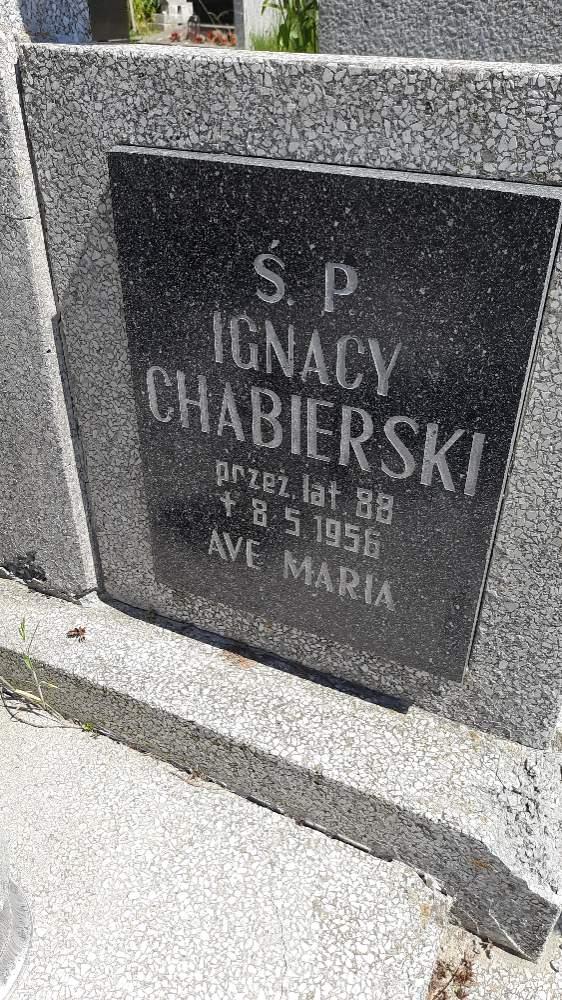 Ś. P
IGNACY
CHABIERSKI
przeż. lat. 88
+ 8 5 1956
AVE MARIA